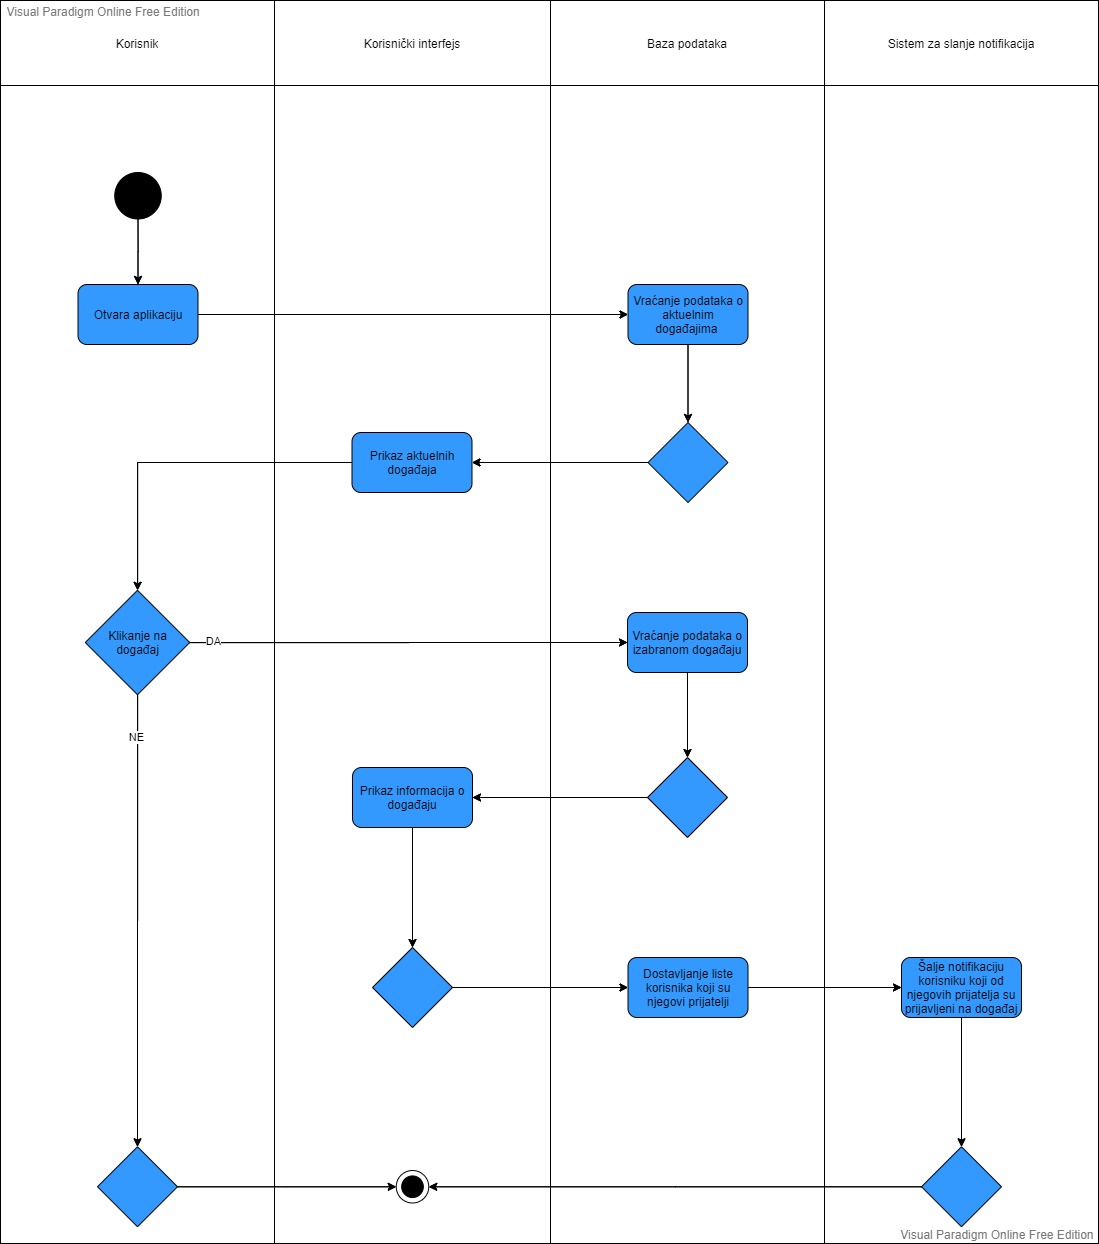 Visual Paradigm Online Free Edition
Korisnik
Korisnički interfejs
Baza podataka
Sistem za slanje notifikacija
Otvara aplikaciju
Vraćanje podataka o
aktuelnim
događajima
Prikaz aktuelnih
događaja
Klikanje na
događaj
DA
Vraćanje podataka o
izabranom događaju
NE
Prikaz informacija o
događaju
Dostavljanje liste
korisnika koji su
njegovi prijatelji
Šalje notifikaciju
korisniku koji od
njegovih prijatelja su
prijavljeni na događaj
Visual Paradigm Online Free Edition